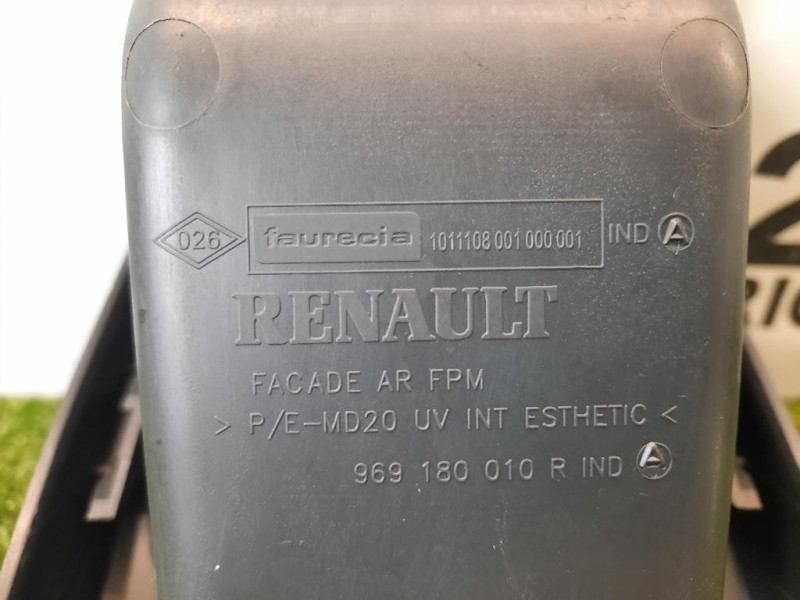 026 faurecia 1011108 001 000 001 IND A
RENAULT
FACADE AR FPM
> P/E-MD20 UV INT ESTHETIC <
969 180 010 R IND A